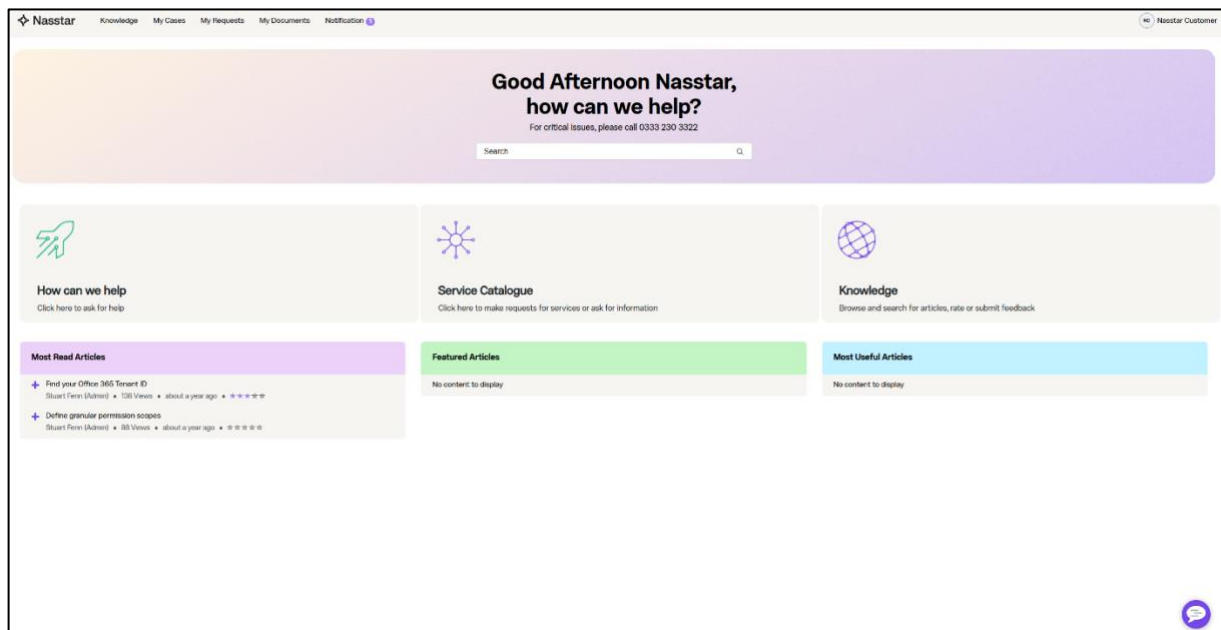 Nasstar
Knowledge My Cases My Requests My Documents Notification
Nasstar Customer
Good Afternoon Nasstar,
how can we help?
For critical issues, please call 0333 230 3322
Search
How can we help
Click here to ask for help
Service Catalogue
Click here to make requests for services or ask for information
Knowledge
Browse and search for articles, rate or submit feedback
Most Read Articles
Find your Office 365 Tenant ID
Stuart Fenn (Admin) • 136 Views • about a year ago •
Define granular permission scopes
Stuart Fenn (Admin) • 88 Views • about a year ago •
Featured Articles
No content to display
Most Useful Articles
No content to display